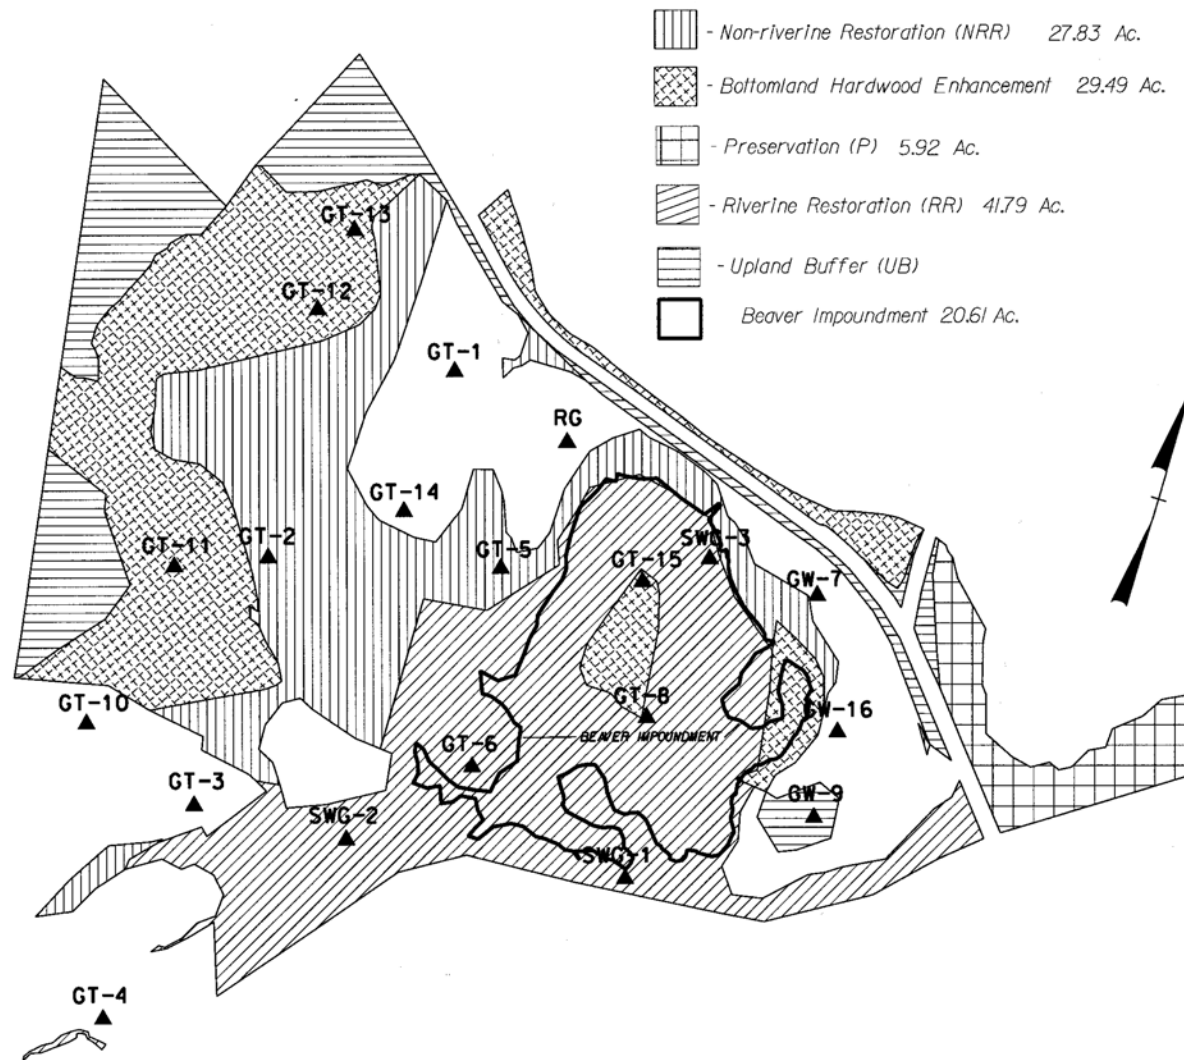 - Non-riverine Restoration (NRR) 27.83 Ac.
- Bottomland Hardwood Enhancement 29.49 Ac.
- Preservation (P) 5.92 Ac.
- Riverine Restoration (RR) 41.79 Ac.
- Upland Buffer (UB)
Beaver Impoundment 20.61 Ac.
GT-13
GT-12
GT-1
RG
GT-14
GT-11
GT-2
GT-5
SWG-3
GT-15
GW-7
GT-10
GT-8
GW-16
BEAVER IMPOUNDMENT
GT-6
GT-3
SWG-2
GW-9
SWG-1
GT-4